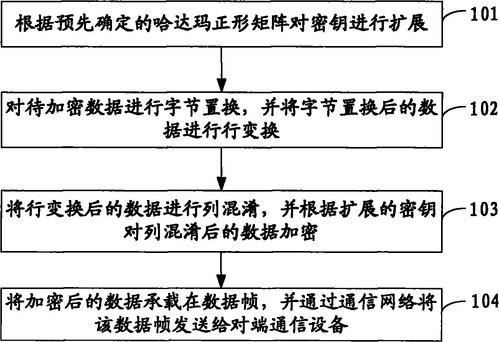 根据预先确定的哈达玛正形矩阵对密钥进行扩展
101
对待加密数据进行字节置换，并将字节置换后的数
据进行行变换
102
将行变换后的数据进行列混淆，并根据扩展的密钥
对列混淆后的数据加密
103
将加密后的数据承载在数据帧，并通过通信网络将
该数据帧发送给对端通信设备
104